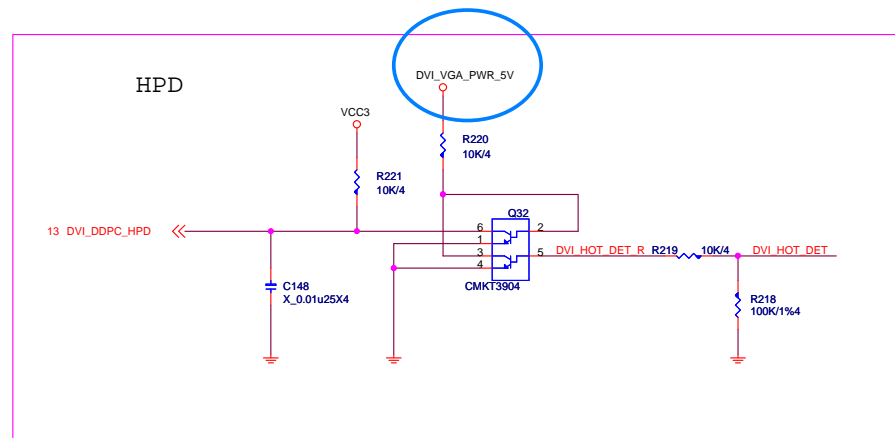 DVI_VGA_PWR_5V
HPD
VCC3
R220
10K/4
R221
10K/4
Q32
13 DVI_DDPC_HPD
6
2
1
3
5
4
DVI_HOT_DET_R
R219
10K/4
DVI_HOT_DET
CMKT3904
C148
X_0.01u25X4
R218
100K/1%4